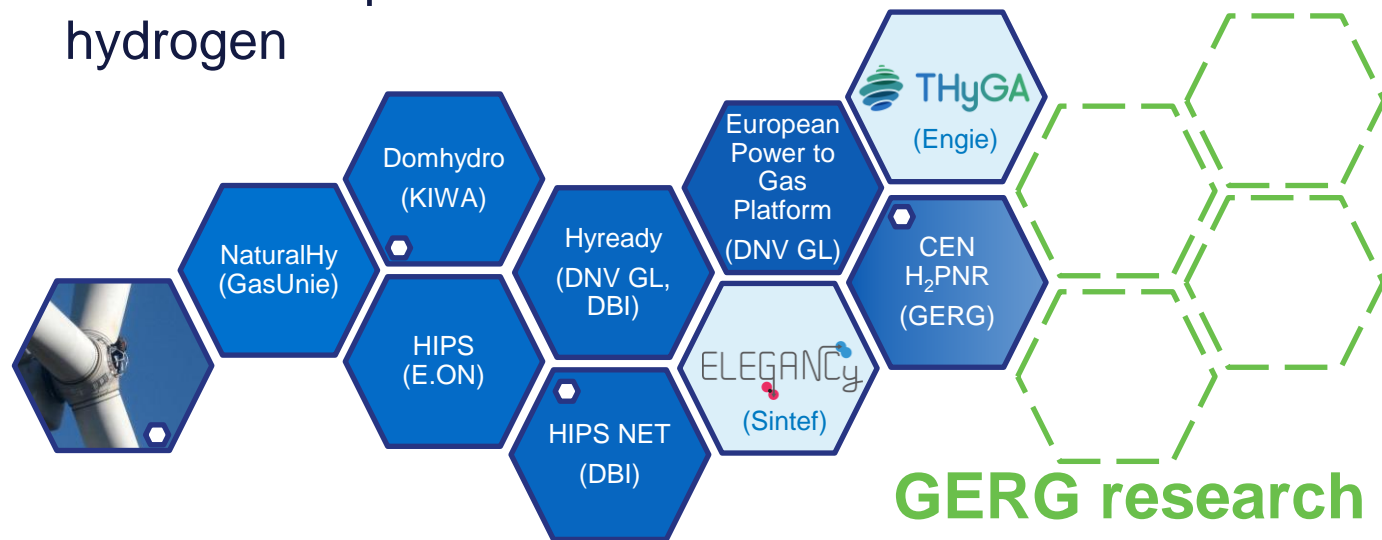 hydrogen
NaturalHy
(GasUnie)
Domhydro
(KIWA)
HIPS
(E.ON)
Hyready
(DNV GL,
DBI)
HIPS NET
(DBI)
European
Power to
Gas
Platform
(DNV GL)
ELEGANCy
(Sintef)
THyGA
(Engie)
CEN
H₂PNR
(GERG)
GERG research